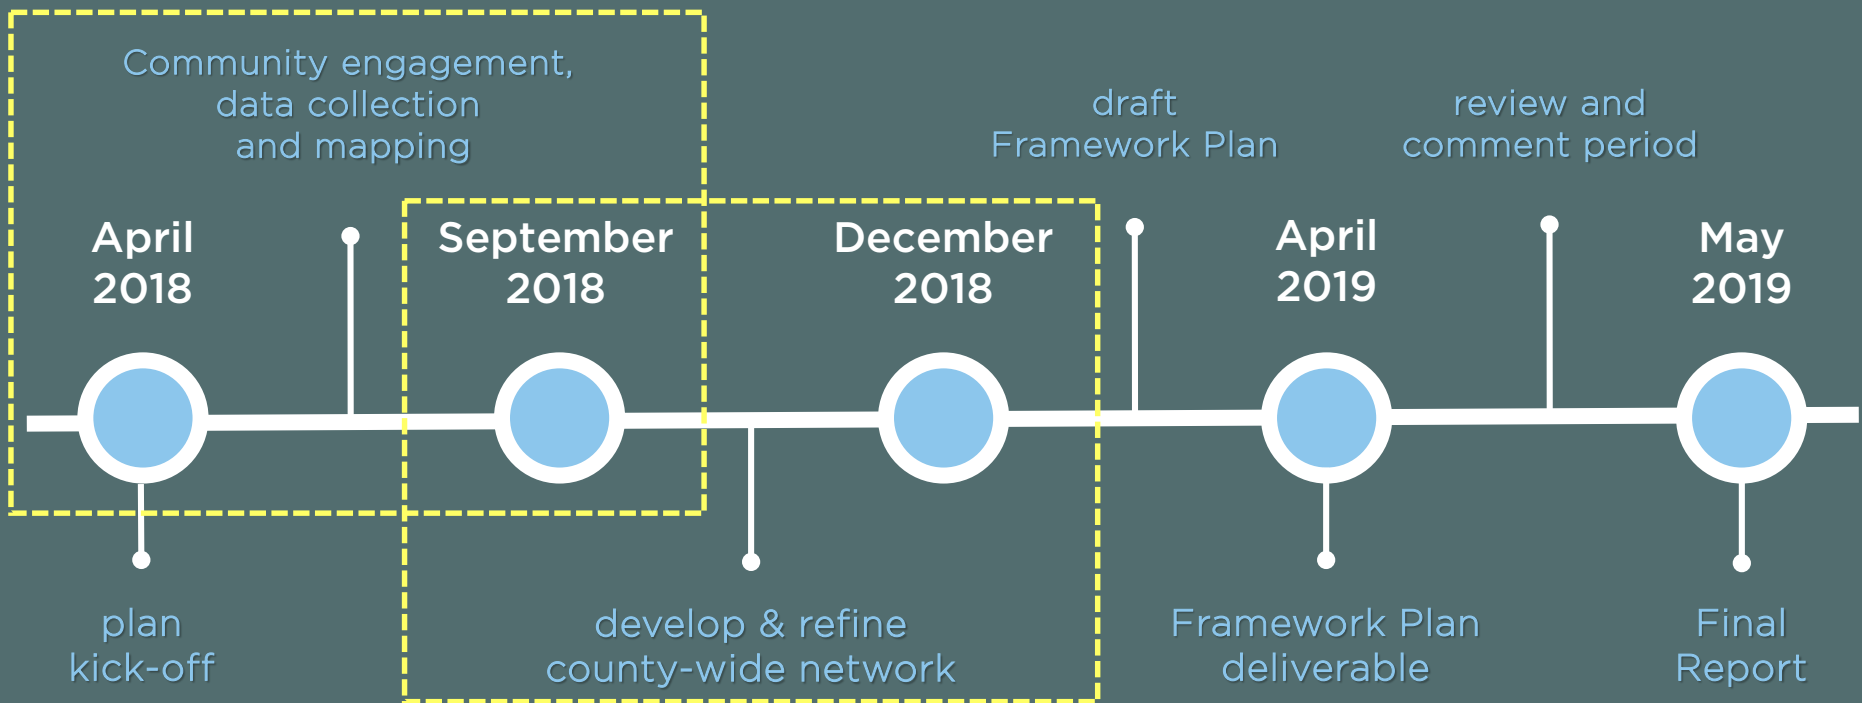 Community engagement,
data collection
and mapping
draft
Framework Plan
review and
comment period
April
2018
September
2018
December
2018
April
2019
May
2019
plan
kick-off
develop & refine
county-wide network
Framework Plan
deliverable
Final
Report